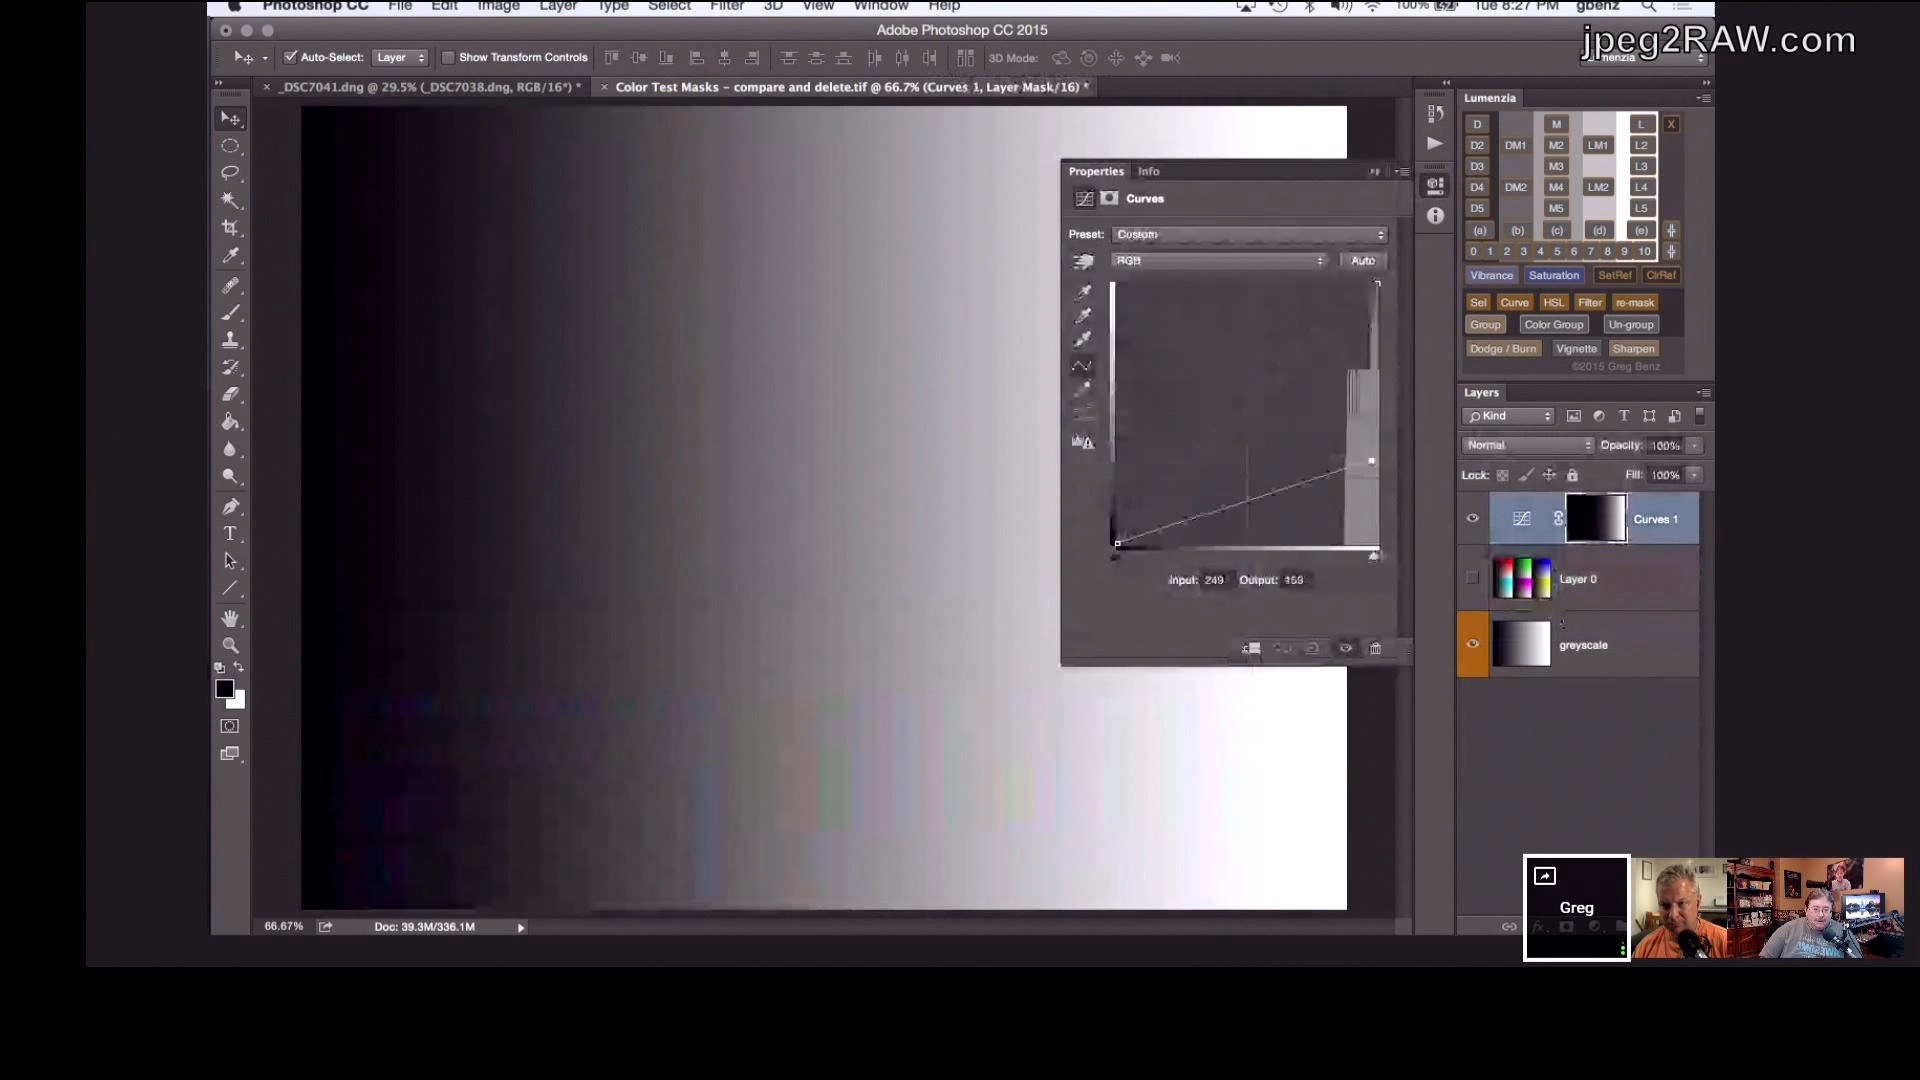 Photoshop CC File Edit Image Layer Type Select Filter 3D View Window Help 100% Tue 8:27 PM gbenz
Adobe Photoshop CC 2015
jpeg2RAW.com
Auto-Select: Layer Show Transform Controls 3D Mode:
_DSC7041.dng @ 29.5% (_DSC7038.dng, RGB/16*) *
Color Test Masks – compare and delete.tif @ 66.7% (Curves 1, Layer Mask/16) *
Lumenzia
D M L X
D2 DM1 M2 LM1 L2
D3 M3 L3
D4 DM2 M4 LM2 L4
D5 M5 L5
(a) (b) (c) (d) (e)
0 1 2 3 4 5 6 7 8 9 10
Vibrance Saturation SetRef ClrRef
Sel Curve HSL Filter re-mask
Group Color Group Un-group
Dodge / Burn Vignette Sharpen
©2015 Greg Benz
Properties Info
Curves
Preset: Custom
RGB Auto
Input: 249 Output:
Layers
Kind
Normal Opacity: 100%
Lock: Fill: 100%
Curves 1
Layer 0
greyscale
66.67% Doc: 39.3M/336.1M
Greg